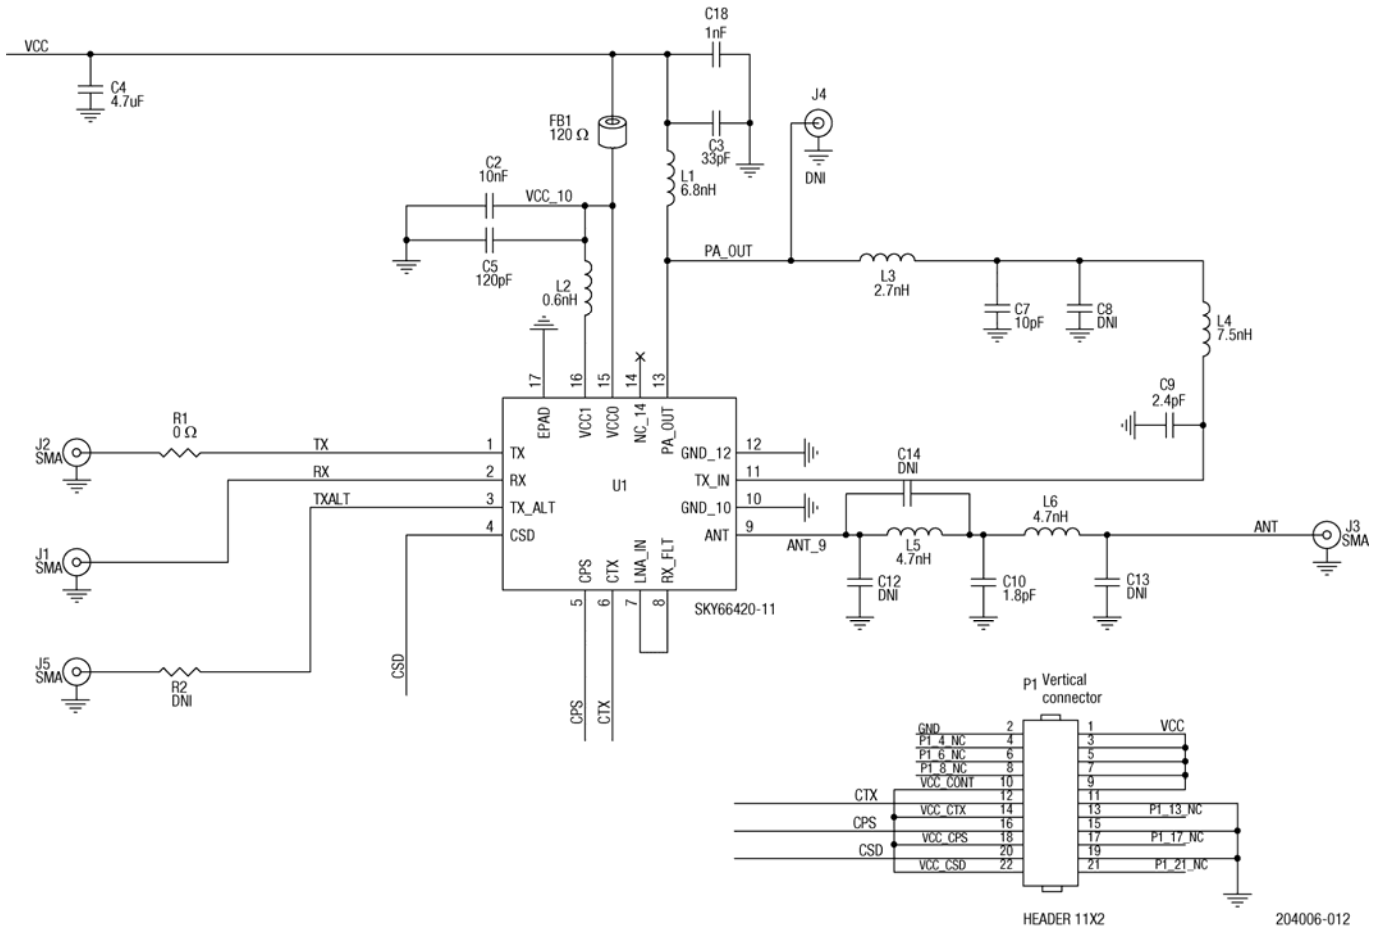 C18
1nF
VCC
C4
4.7uF
J4
FB1
120 Ω
C3
33pF
C2
10nF
VCC_10
L1
6.8nH
DNI
PA_OUT
C5
120pF
L3
2.7nH
L2
0.6nH
C7
10pF
C8
DNI
L4
7.5nH
17
16
15
14
13
C9
2.4pF
EPAD
VCC1
VCC0
NC_14
PA_OUT
R1
0 Ω
J2
SMA
TX
1
TX
GND_12
12
C14
DNI
RX
2
RX
U1
TX_IN
11
TXALT
3
TX_ALT
GND_10
10
L6
4.7nH
4
CSD
ANT
9
ANT_9
L5
4.7nH
ANT
J3
SMA
J1
SMA
CPS
CTX
LNA_IN
RX_FLT
C12
DNI
C10
1.8pF
C13
DNI
5
6
7
8
SKY66420-11
J5
SMA
R2
DNI
CSD
CPS
CTX
P1 Vertical
connector
GND 2 1 VCC
P1_4_NC 4 3
P1_6_NC 6 5
P1_8_NC 8 7
VCC_CONT 10 9
CTX 12 11
VCC_CTX 14 13 P1_13_NC
CPS 16 15
VCC_CPS 18 17 P1_17_NC
CSD 20 19
VCC_CSD 22 21 P1_21_NC
HEADER 11X2
204006-012